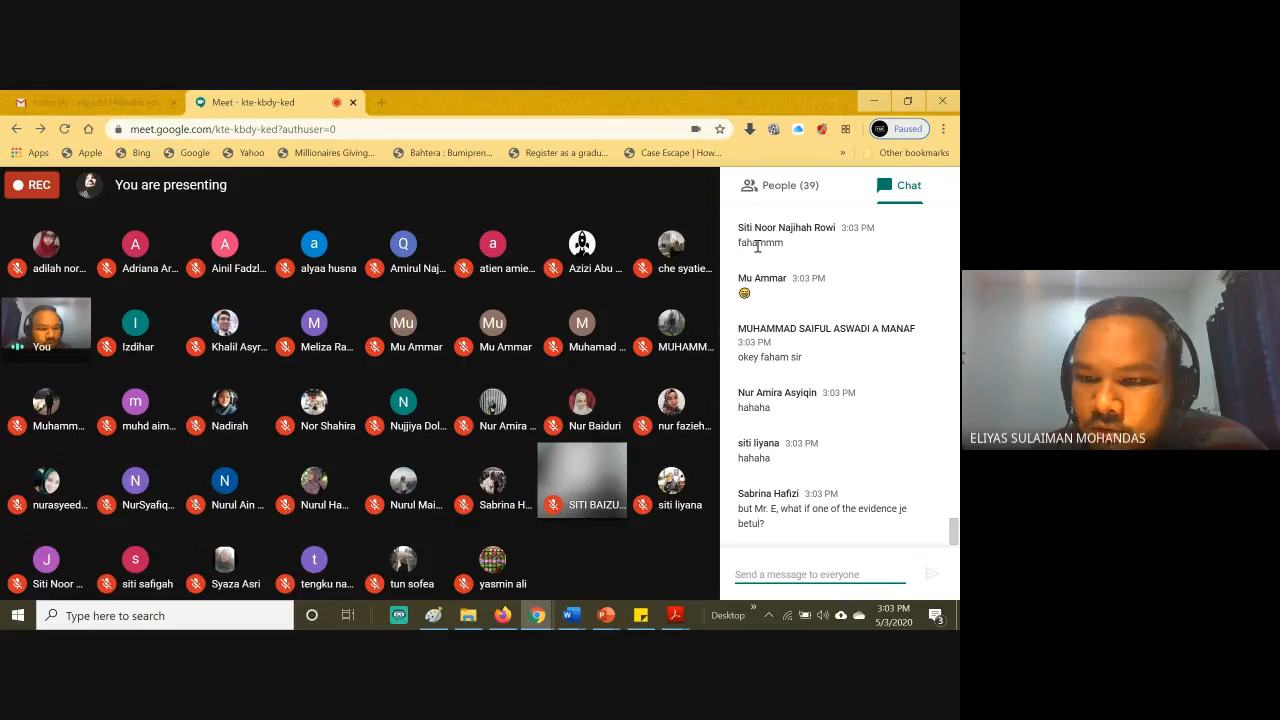 Meet - kte-kbdy-ked
meet.google.com/kte-kbdy-ked?authuser=0
Paused
Apps
Apple
Bing
Google
Yahoo
Millionaires Giving...
Bahtera : Bumipren...
Register as a gradu...
Case Escape | How...
»
Other bookmarks
REC
You are presenting
People (39)
Chat
adilah nor...
A
Adriana Ar...
A
Ainil Fadzl...
a
alyaa husna
Q
Amirul Naj...
a
atien amie...
Azizi Abu ...
che syatie...
You
I
Izdihar
Khalil Asyr...
M
Meliza Ra...
Mu
Mu Ammar
Mu
Mu Ammar
M
Muhamad ...
MUHAMM...
Muhamm...
m
muhd aim...
Nadirah
Nor Shahira
N
Nujjiya Dol...
Nur Amira ...
Nur Baiduri
nur fazieh...
nurasyeed...
N
NurSyafiq...
N
Nurul Ain ...
Nurul Ha...
Nurul Mai...
Sabrina H...
SITI BAIZU...
siti liyana
J
Siti Noor ...
s
siti sarah
Syaza Asri
t
tengku na...
tun sofea
yasmin ali
Siti Noor Najihah Rowi 3:03 PM
fahammm
Mu Ammar 3:03 PM
MUHAMMAD SAIFUL ASWADI A MANAF
3:03 PM
okey faham sir
Nur Amira Asyiqin 3:03 PM
hahaha
siti liyana 3:03 PM
hahaha
Sabrina Hafizi 3:03 PM
but Mr. E, what if one of the evidence je
betul?
Send a message to everyone
ELIYAS SULAIMAN MOHANDAS
Type here to search
Desktop
»
3:03 PM
5/3/2020
3